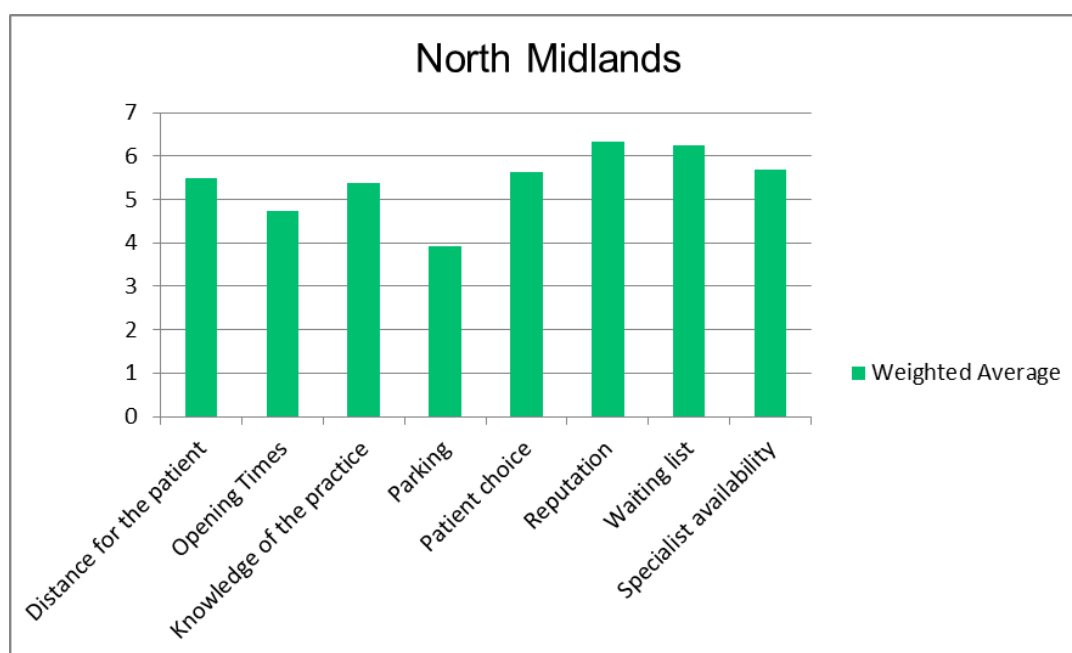 North Midlands
7
6
5
4
3
2
1
0
Weighted Average
Distance for the patient
Opening Times
Knowledge of the practice
Parking
Patient choice
Reputation
Waiting list
Specialist availability